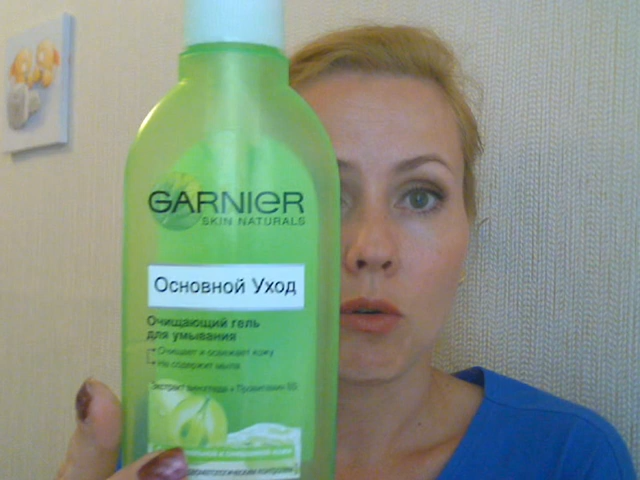 GARNIER
SKIN NATURALS
Основной Уход
Очищающий гель
для умывания
Очищает и освежает кожу
Не содержит мыла
Экстракт винограда + Провитамин B5